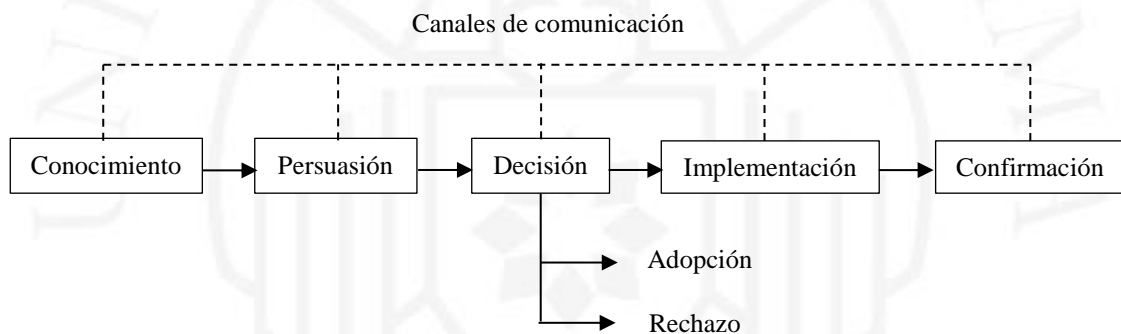 Canales de comunicación
Conocimiento
Persuasión
Decisión
Implementación
Confirmación
Adopción
Rechazo